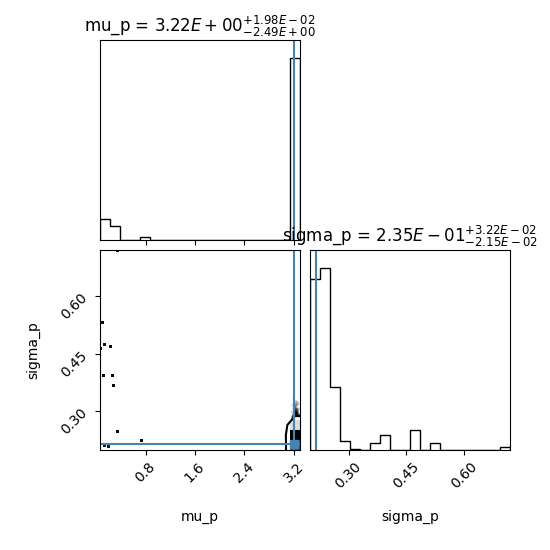 mu_p = 3.22E + 00 +1.98E−02 −2.49E+00
sigma_p = 2.35E − 01 +3.22E−02 −2.15E−02
0.60
0.45
0.30
sigma_p
0.8 1.6 2.4 3.2 0.30 0.45 0.60
mu_p sigma_p